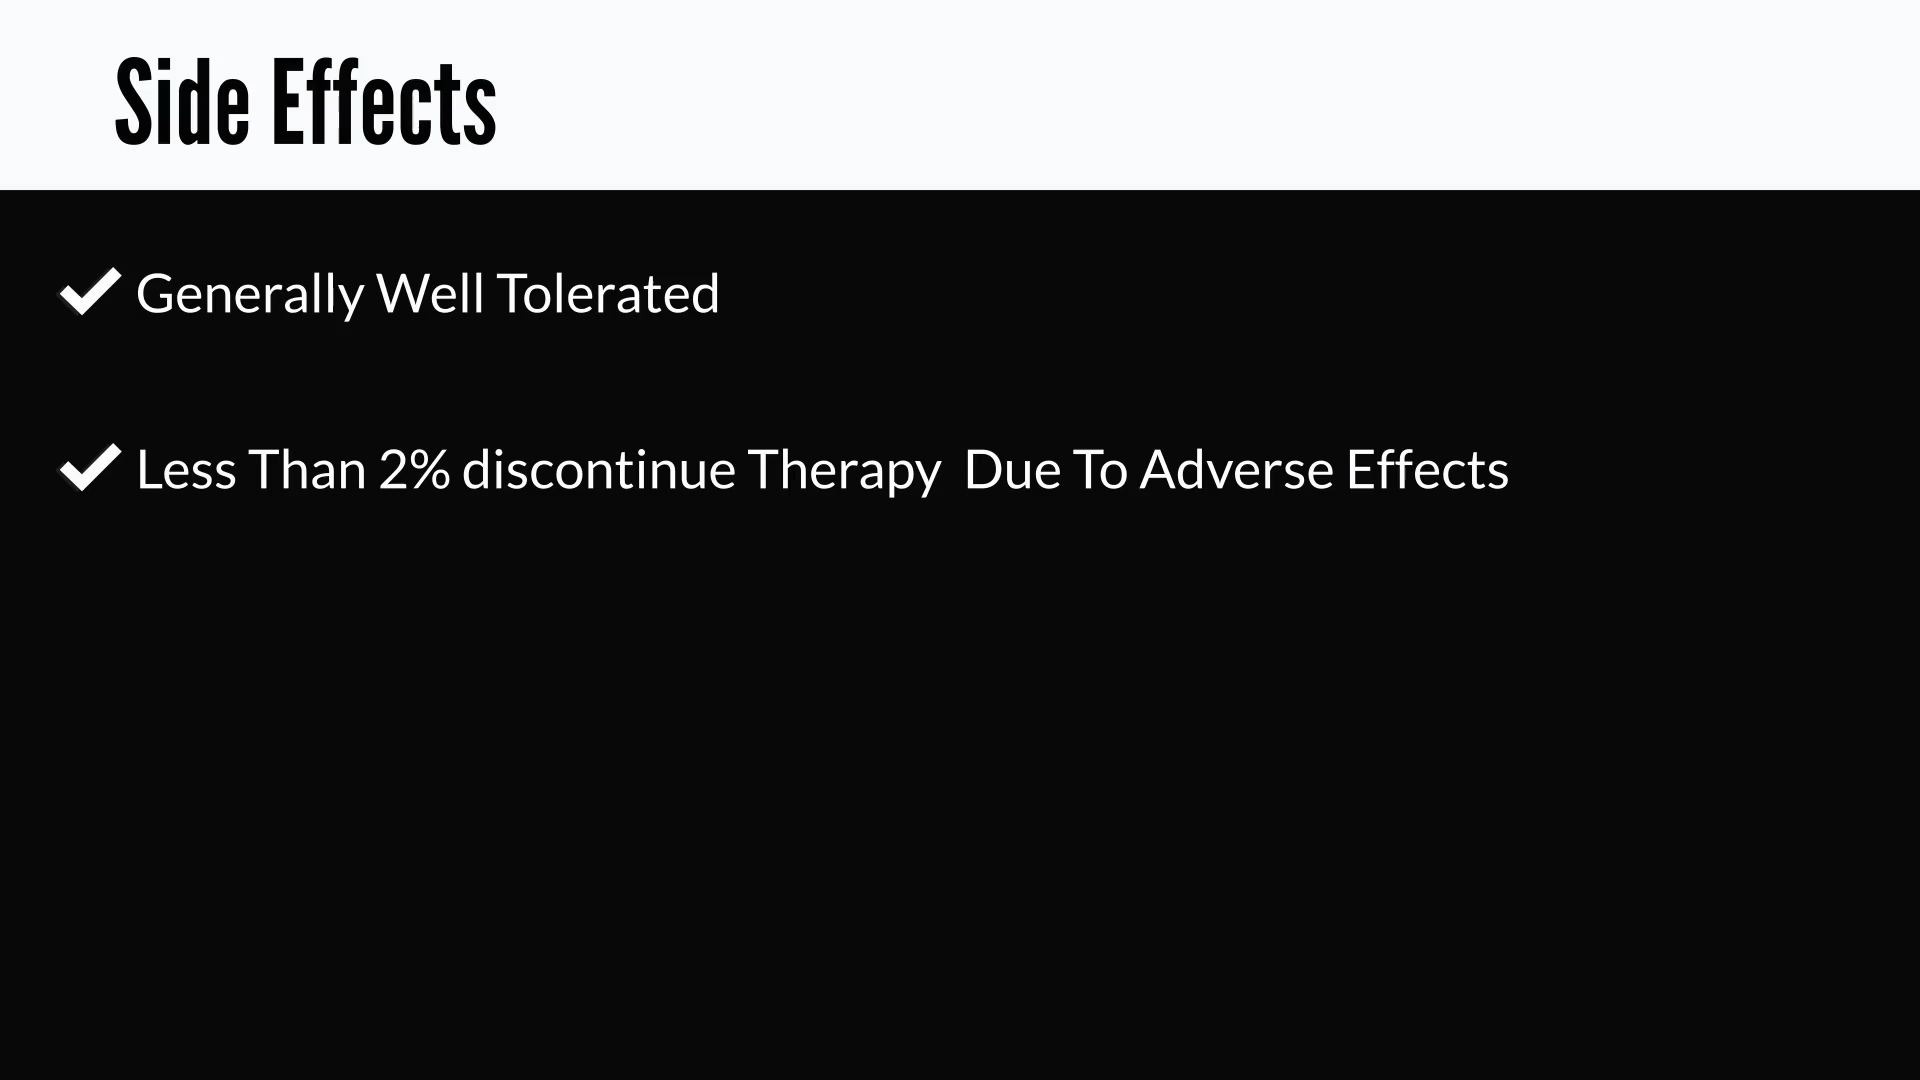 Side Effects
Generally Well Tolerated
Less Than 2% discontinue Therapy  Due To Adverse Effects